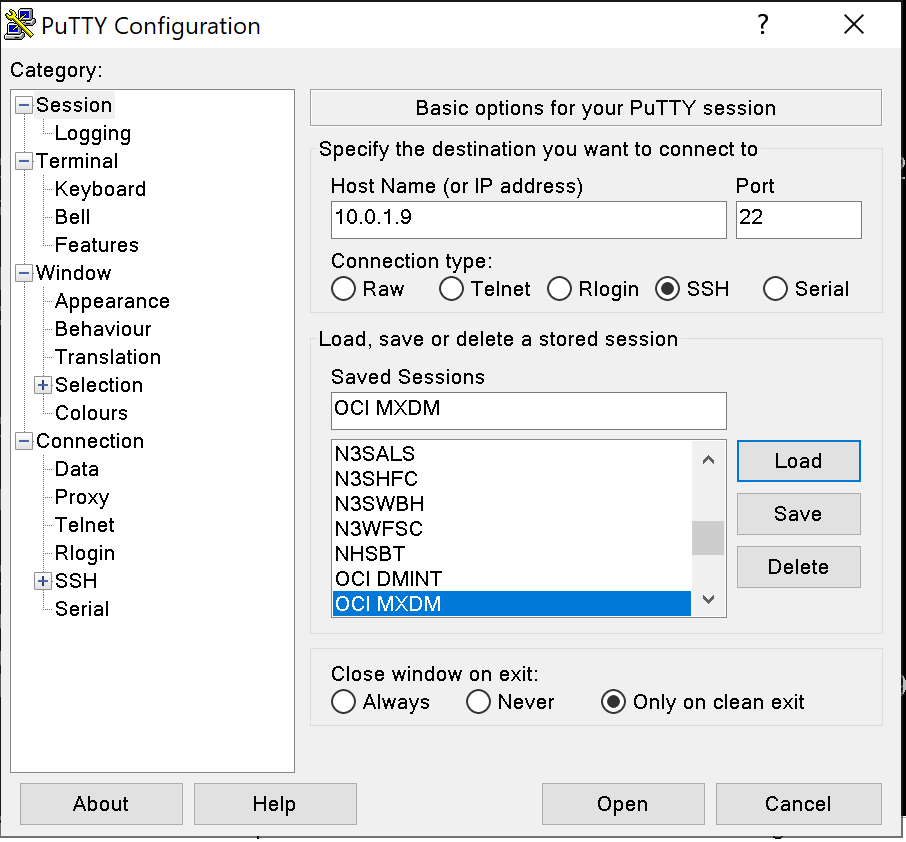 PuTTY Configuration
?
Category:
Session
Logging
Terminal
Keyboard
Bell
Features
Window
Appearance
Behaviour
Translation
Selection
Colours
Connection
Data
Proxy
Telnet
Rlogin
SSH
Serial
Basic options for your PuTTY session
Specify the destination you want to connect to
Host Name (or IP address) Port
10.0.1.9 22
Connection type:
Raw Telnet Rlogin SSH Serial
Load, save or delete a stored session
Saved Sessions
OCI MXDM
N3SALS
N3SHFC
N3SWBH
N3WFSC
NHSBT
OCI DMINT
OCI MXDM
Load
Save
Delete
Close window on exit:
Always Never Only on clean exit
About Help Open Cancel